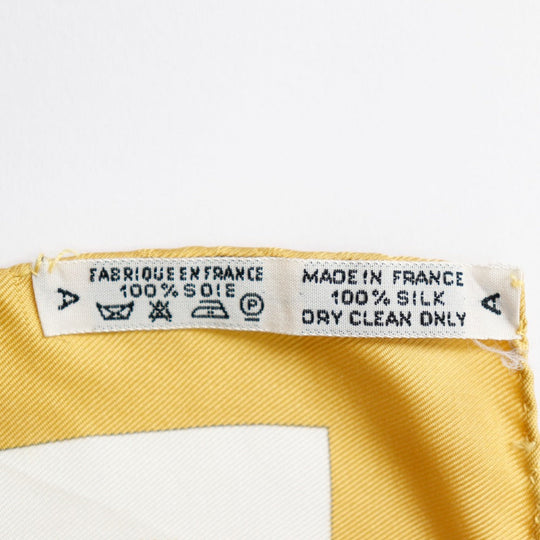 A
FABRIQUE EN FRANCE
100% SOIE
P
MADE IN FRANCE
100% SILK
DRY CLEAN ONLY
A